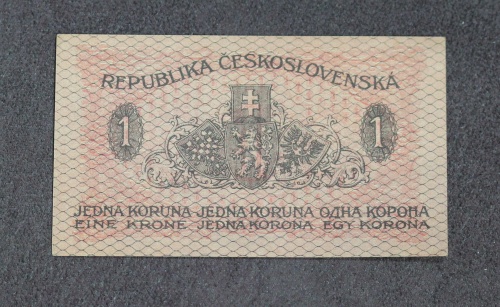 REPUBLIKA ČESKOSLOVENSKÁ
1 1
JEDNA KORUNA JEDNA KORUNA ОДНА КОРОНА
EINE KRONE JEDNA KORONA EGY KORONA